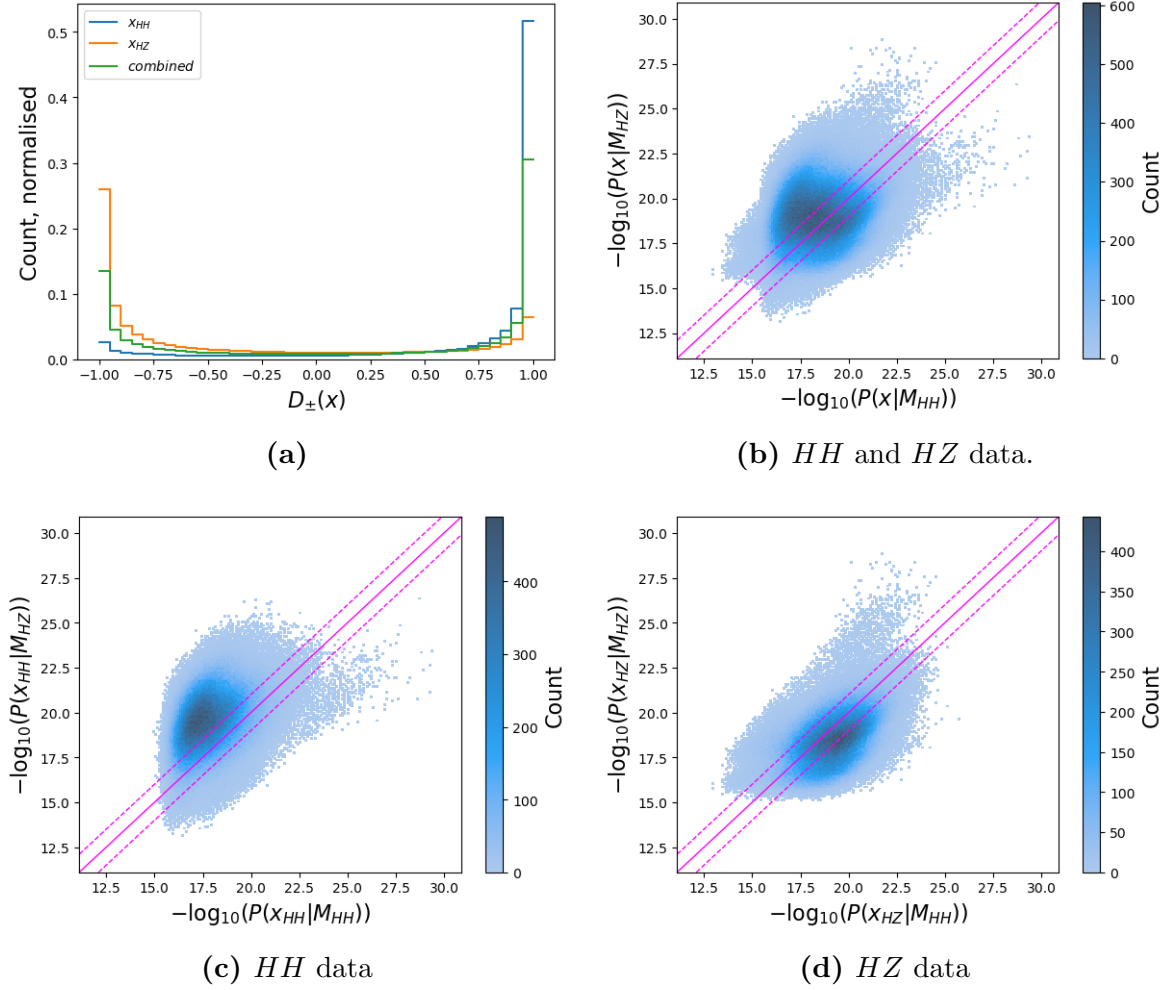 x_HH
x_HZ
combined
Count, normalised
0.5
0.4
0.3
0.2
0.1
0.0
−1.00 −0.75 −0.50 −0.25 0.00 0.25 0.50 0.75 1.00
D_±(x)
(a)
−log_10(P(x|M_HZ))
30.0
27.5
25.0
22.5
20.0
17.5
15.0
12.5
12.5 15.0 17.5 20.0 22.5 25.0 27.5 30.0
−log_10(P(x|M_HH))
600
500
400
300
200
100
0
Count
(b) HH and HZ data.
−log_10(P(x_HH|M_HZ))
30.0
27.5
25.0
22.5
20.0
17.5
15.0
12.5
12.5 15.0 17.5 20.0 22.5 25.0 27.5 30.0
−log_10(P(x_HH|M_HH))
400
300
200
100
0
Count
(c) HH data
−log_10(P(x_HZ|M_HZ))
30.0
27.5
25.0
22.5
20.0
17.5
15.0
12.5
12.5 15.0 17.5 20.0 22.5 25.0 27.5 30.0
−log_10(P(x_HZ|M_HH))
400
350
300
250
200
150
100
50
0
Count
(d) HZ data